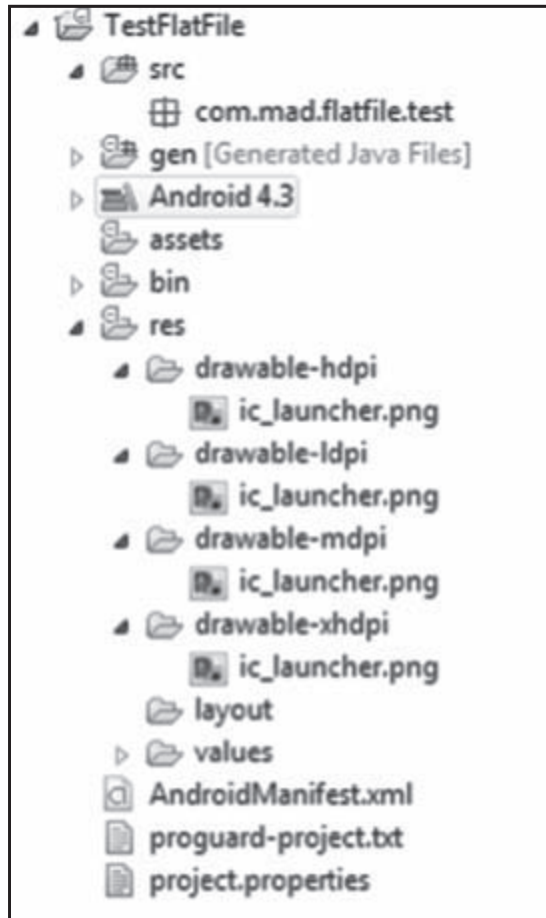 TestFlatFile
src
com.mad.flatfile.test
gen [Generated Java Files]
Android 4.3
assets
bin
res
drawable-hdpi
ic_launcher.png
drawable-ldpi
ic_launcher.png
drawable-mdpi
ic_launcher.png
drawable-xhdpi
ic_launcher.png
layout
values
AndroidManifest.xml
proguard-project.txt
project.properties